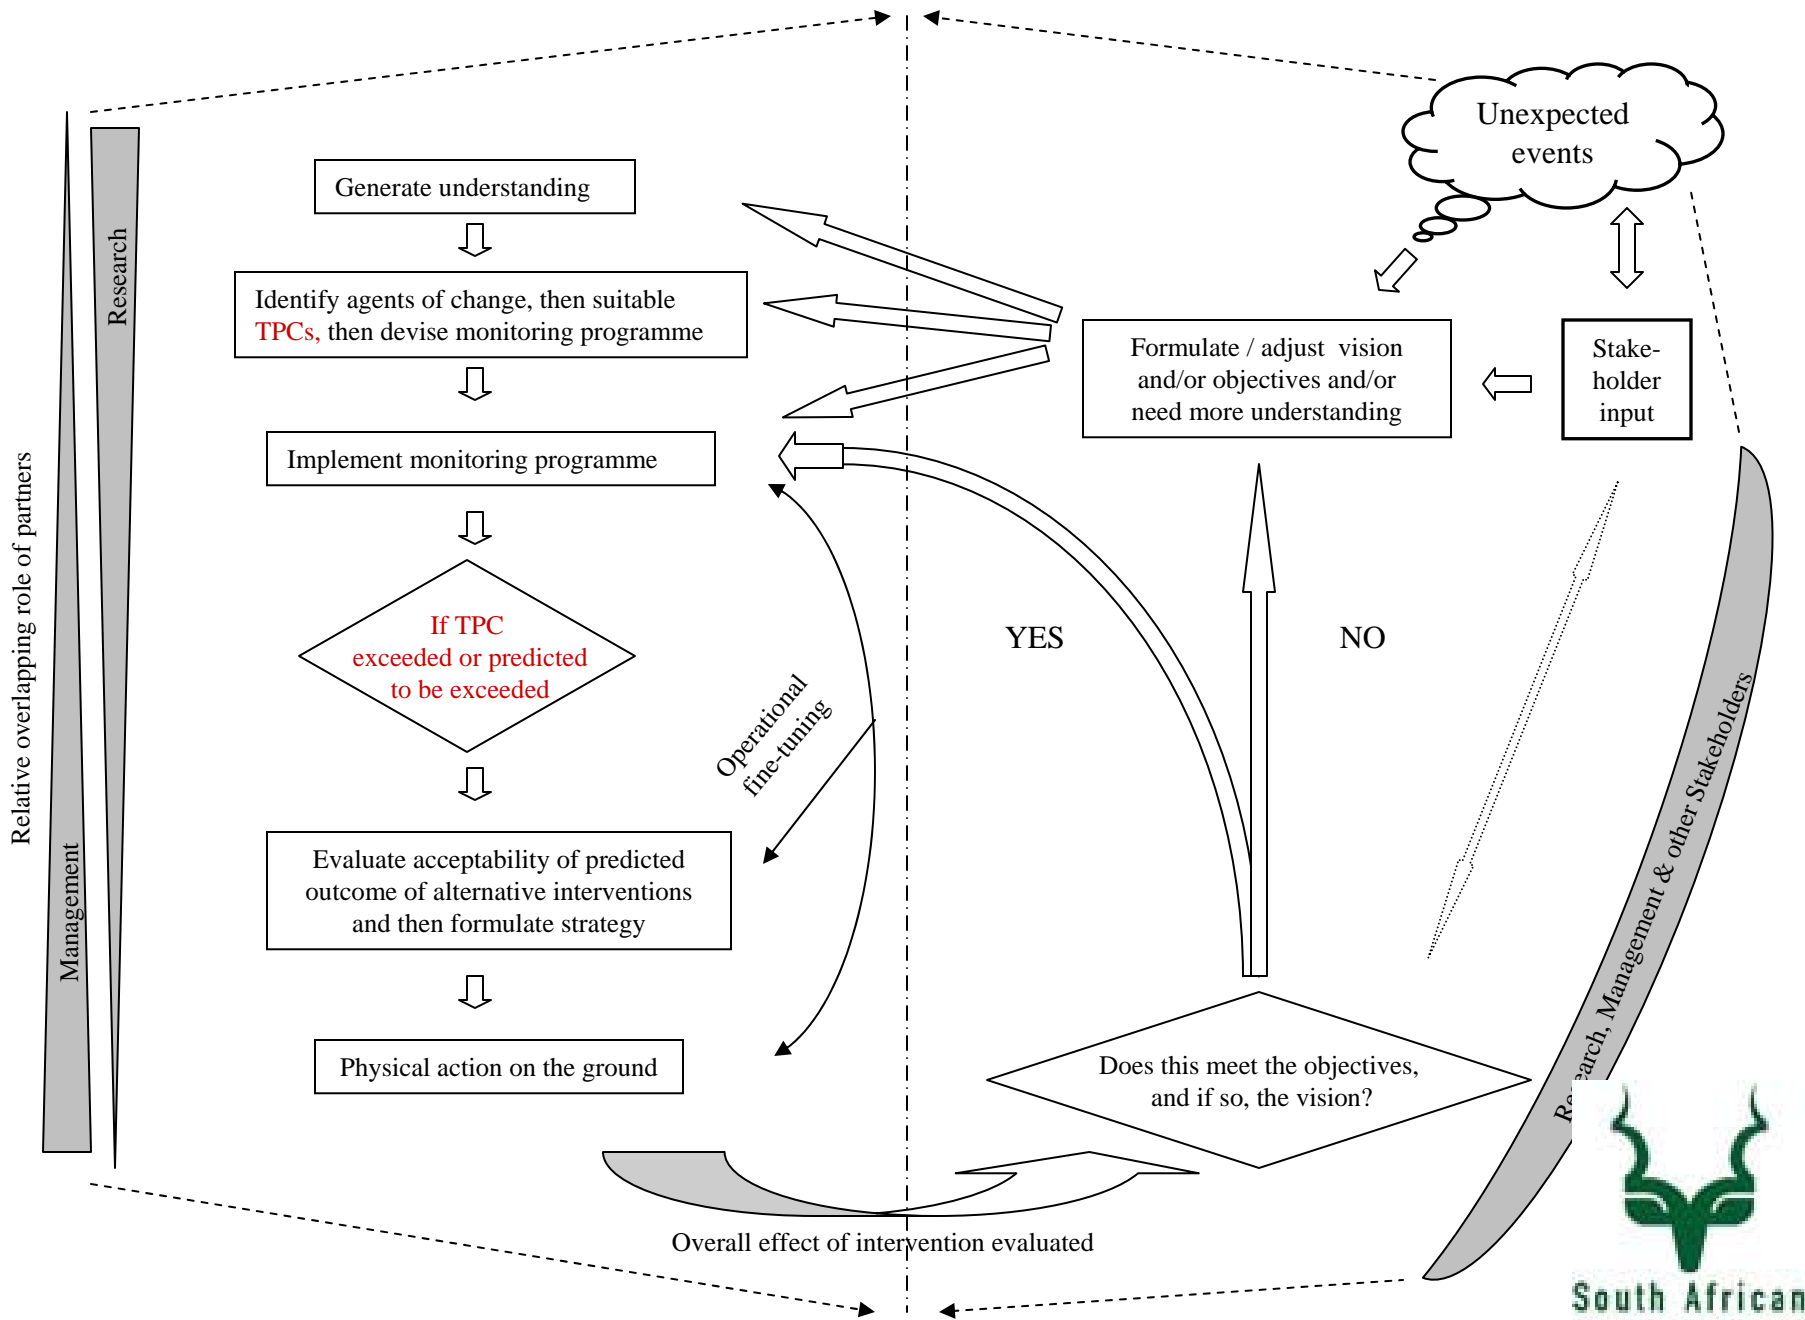 Unexpected
events
Generate understanding
Research
Identify agents of change, then suitable
TPCs, then devise monitoring programme
Formulate / adjust vision
and/or objectives and/or
need more understanding
Stake-
holder
input
Implement monitoring programme
Relative overlapping role of partners
If TPC
exceeded or predicted
to be exceeded
YES
NO
Operational
fine-tuning
Management
Evaluate acceptability of predicted
outcome of alternative interventions
and then formulate strategy
Research, Management & other Stakeholders
Physical action on the ground
Does this meet the objectives,
and if so, the vision?
Overall effect of intervention evaluated
South African